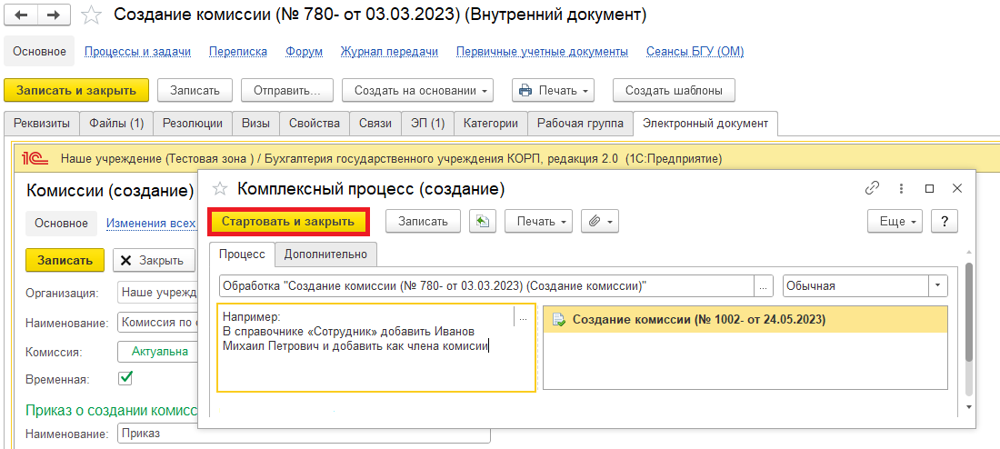 Создание комиссии (№ 780- от 03.03.2023) (Внутренний документ)
Основное Процессы и задачи Переписка Форум Журнал передачи Первичные учетные документы Сеансы БГУ (ОМ)
Записать и закрыть Записать Отправить... Создать на основании Печать Создать шаблоны
Реквизиты Файлы (1) Резолюции Визы Свойства Связи ЭП (1) Категории Рабочая группа Электронный документ
1С Наше учреждение (Тестовая зона ) / Бухгалтерия государственного учреждения КОРП, редакция 2.0 (1С:Предприятие)
Комиссии (создание)
Основное Изменения всех
Записать Закрыть
Организация: Наше учрежд
Наименование: Комиссия по
Комиссия: Актуальна
Временная:
Приказ о создании комисс
Наименование: Приказ
Комплексный процесс (создание)
Стартовать и закрыть Записать Печать Еще ?
Процесс Дополнительно
Обработка "Создание комиссии (№ 780- от 03.03.2023) (Создание комиссии)" ... Обычная
Например: ...
В справочнике «Сотрудник» добавить Иванов
Михаил Петрович и добавить как члена комисии
Создание комиссии (№ 1002- от 24.05.2023)